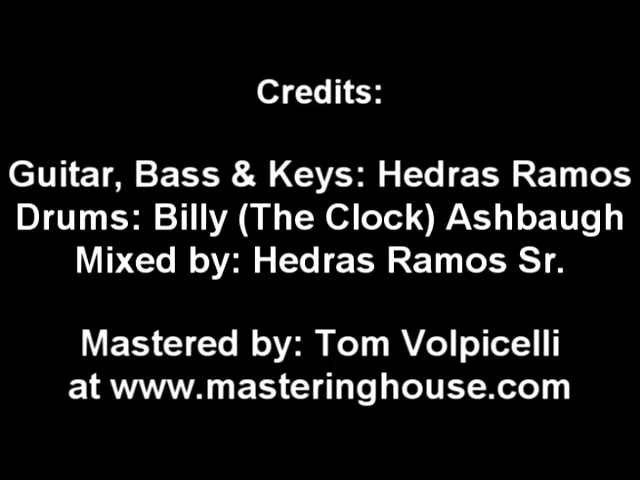 Credits:
Guitar, Bass & Keys: Hedras Ramos
Drums: Billy (The Clock) Ashbaugh
Mixed by: Hedras Ramos Sr.
Mastered by: Tom Volpicelli
at www.masteringhouse.com